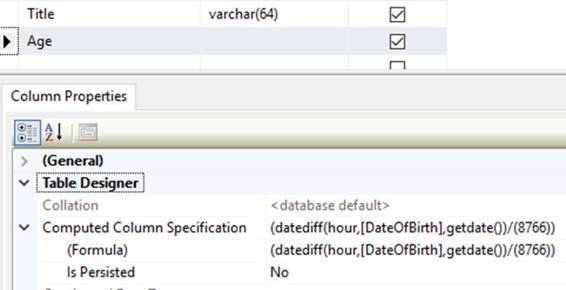 Title varchar(64)
Age
Column Properties
(General)
Table Designer
Collation <database default>
Computed Column Specification (datediff(hour,[DateOfBirth],getdate())/(8766))
(Formula) (datediff(hour,[DateOfBirth],getdate())/(8766))
Is Persisted No